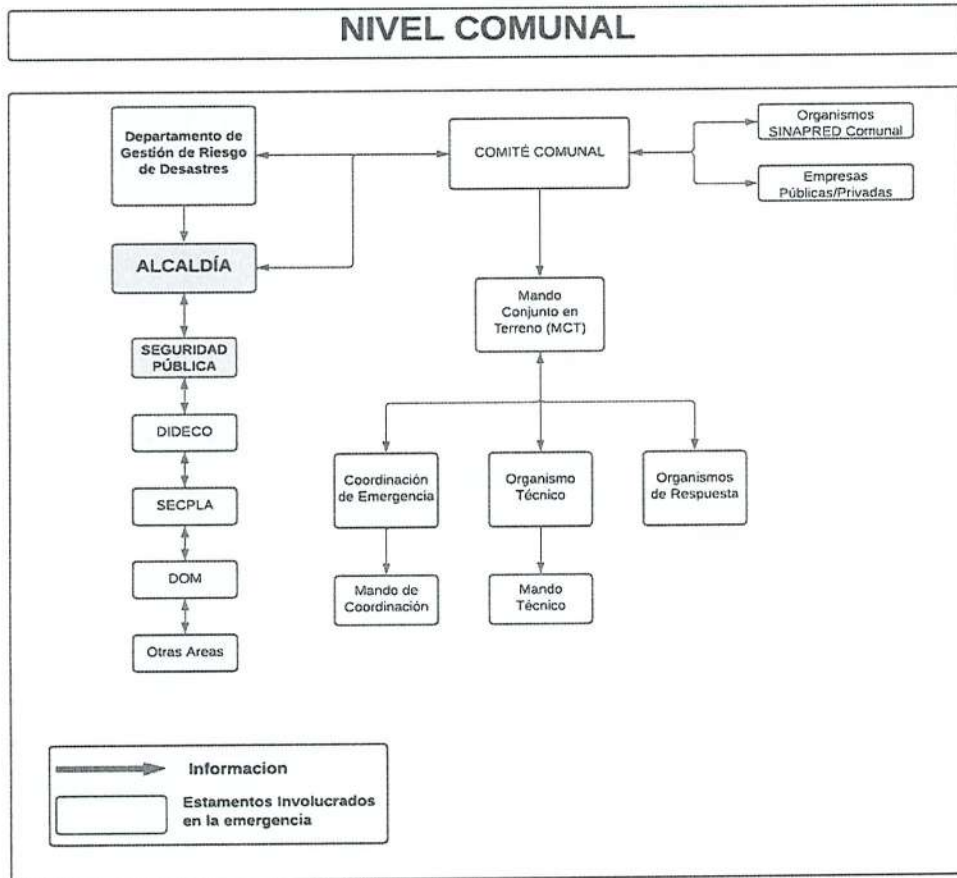 NIVEL COMUNAL
Departamento de
Gestión de Riesgo
de Desastres
COMITÉ COMUNAL
Organismos
SINAPRED Comunal
Empresas
Públicas/Privadas
ALCALDÍA
Mando
Conjunto en
Terreno (MCT)
SEGURIDAD
PÚBLICA
DIDECO
SECPLA
DOM
Otras Areas
Coordinación
de Emergencia
Organismo
Técnico
Organismos
de Respuesta
Mando de
Coordinación
Mando
Técnico
Informacion
Estamentos Involucrados
en la emergencia